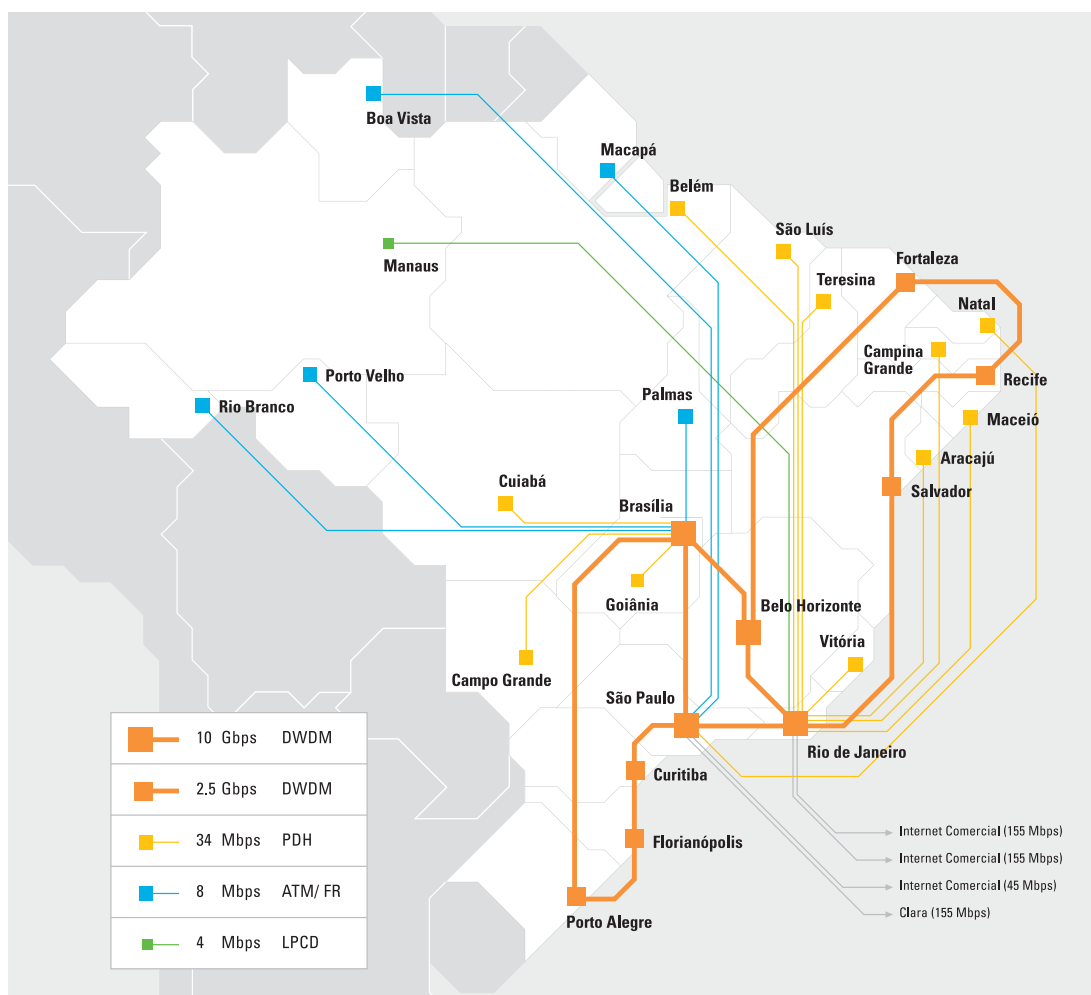 Boa Vista
Macapá
Belém
São Luís
Manaus
Teresina
Fortaleza
Natal
Campina
Grande
Recife
Porto Velho
Rio Branco
Palmas
Maceió
Aracajú
Cuiabá
Salvador
Brasília
Goiânia
Belo Horizonte
Vitória
Campo Grande
São Paulo
Rio de Janeiro
Curitiba
Florianópolis
Porto Alegre
10 Gbps DWDM
2.5 Gbps DWDM
34 Mbps PDH
8 Mbps ATM/ FR
4 Mbps LPCD
Internet Comercial (155 Mbps)
Internet Comercial (155 Mbps)
Internet Comercial (45 Mbps)
Clara (155 Mbps)